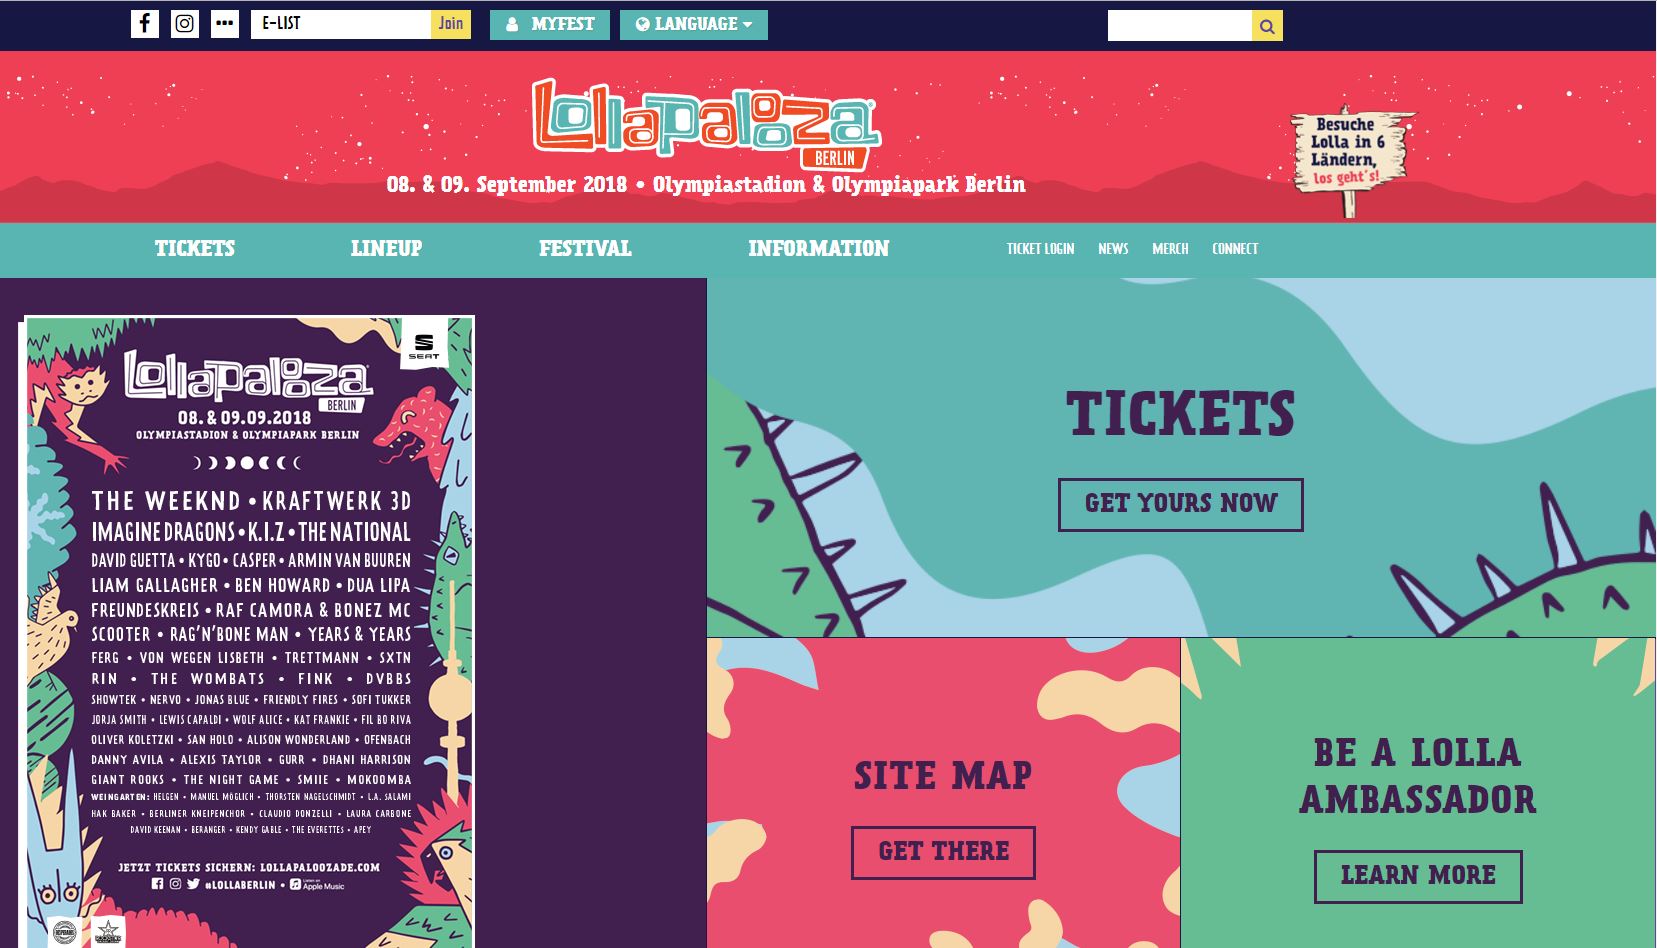 E-LIST
Join
MYFEST
LANGUAGE
Lollapalooza
BERLIN
08. & 09. September 2018 • Olympiastadion & Olympiapark Berlin
Besuche
Lolla in 6
Ländern,
los geht's!
TICKETS
LINEUP
FESTIVAL
INFORMATION
TICKET LOGIN
NEWS
MERCH
CONNECT
SEAT
Lollapalooza
BERLIN
08. & 09.09.2018
OLYMPIASTADION & OLYMPIAPARK BERLIN
THE WEEKND • KRAFTWERK 3D
IMAGINE DRAGONS • K.I.Z • THE NATIONAL
DAVID GUETTA • KYGO • CASPER • ARMIN VAN BUUREN
LIAM GALLAGHER • BEN HOWARD • DUA LIPA
FREUNDESKREIS • RAF CAMORA & BONEZ MC
SCOOTER • RAG'N'BONE MAN • YEARS & YEARS
FERG • VON WEGEN LISBETH • TRETTMANN • SXTN
RIN • THE WOMBATS • FINK • DVBBS
SHOWTEK • NERVO • JONAS BLUE • FRIENDLY FIRES • SOFI TUKKER
JORJA SMITH • LEWIS CAPALDI • WOLF ALICE • KAT FRANKIE • FIL BO RIVA
OLIVER KOLETZKI • SAN HOLO • ALISON WONDERLAND • OFENBACH
DANNY AVILA • ALEXIS TAYLOR • GURR • DHANI HARRISON
GIANT ROOKS • THE NIGHT GAME • SMIIE • MOKOOMBA
WEINGARTEN: HELGEN • MANUEL MÖGLICH • THORSTEN NAGELSCHMIDT • L.A. SALAMI
HAK BAKER • BERLINER KNEIPENCHOR • CLAUDIO DONZELLI • LAURA CARBONE
DAVID KEENAN • BERANGER • KENDY GABLE • THE EVERETTES • APEY
JETZT TICKETS SICHERN: LOLLAPALOOZADE.COM
#LOLLABERLIN • Listen on Apple Music
TICKETS
GET YOURS NOW
SITE MAP
GET THERE
BE A LOLLA
AMBASSADOR
LEARN MORE